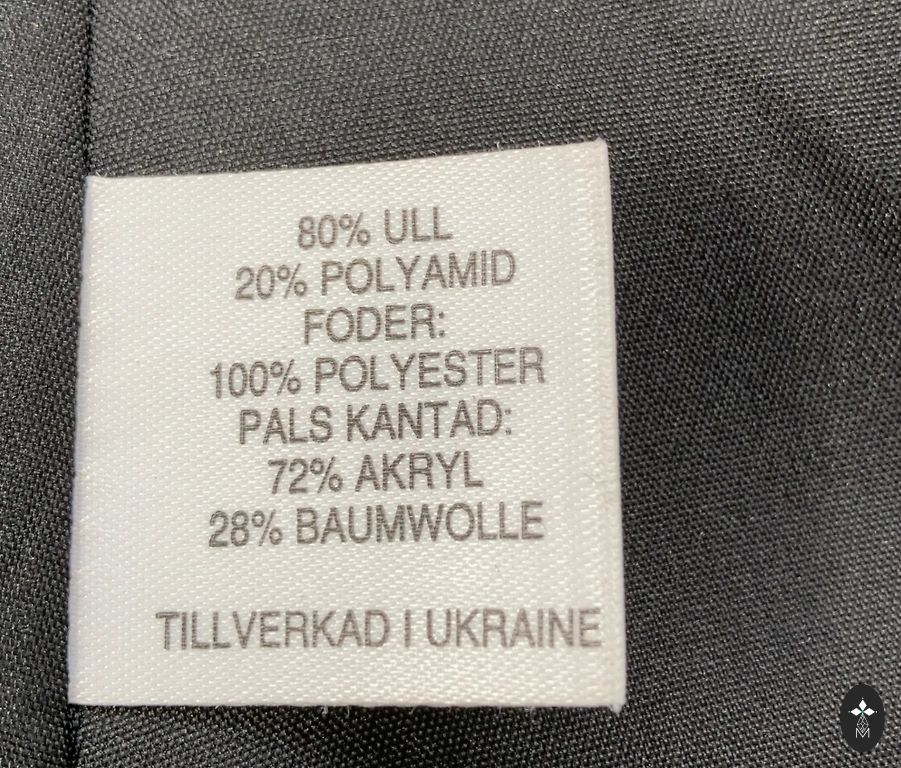 80% ULL
20% POLYAMID
FODER:
100% POLYESTER
PALS KANTAD:
72% AKRYL
28% BAUMWOLLE
TILLVERKAD I UKRAINE
M